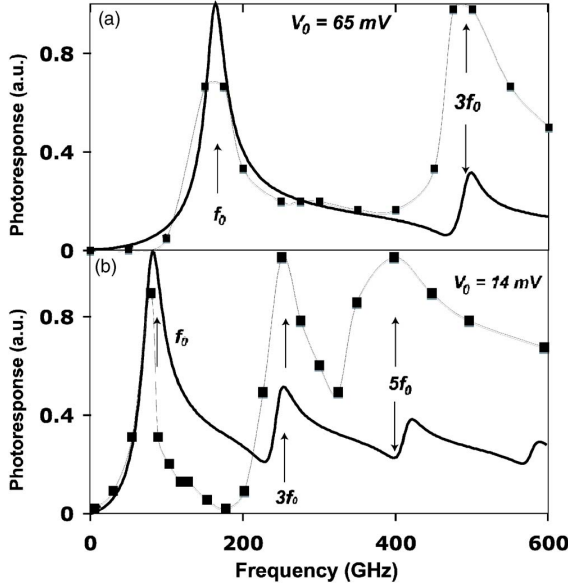 (a)
V₀ = 65 mV
0.8
0.4
0
f₀
3f₀
Photoresponse (a.u.)
(b)
V₀ = 14 mV
0.8
0.4
0
f₀
3f₀
5f₀
Photoresponse (a.u.)
0 200 400 600
Frequency (GHz)